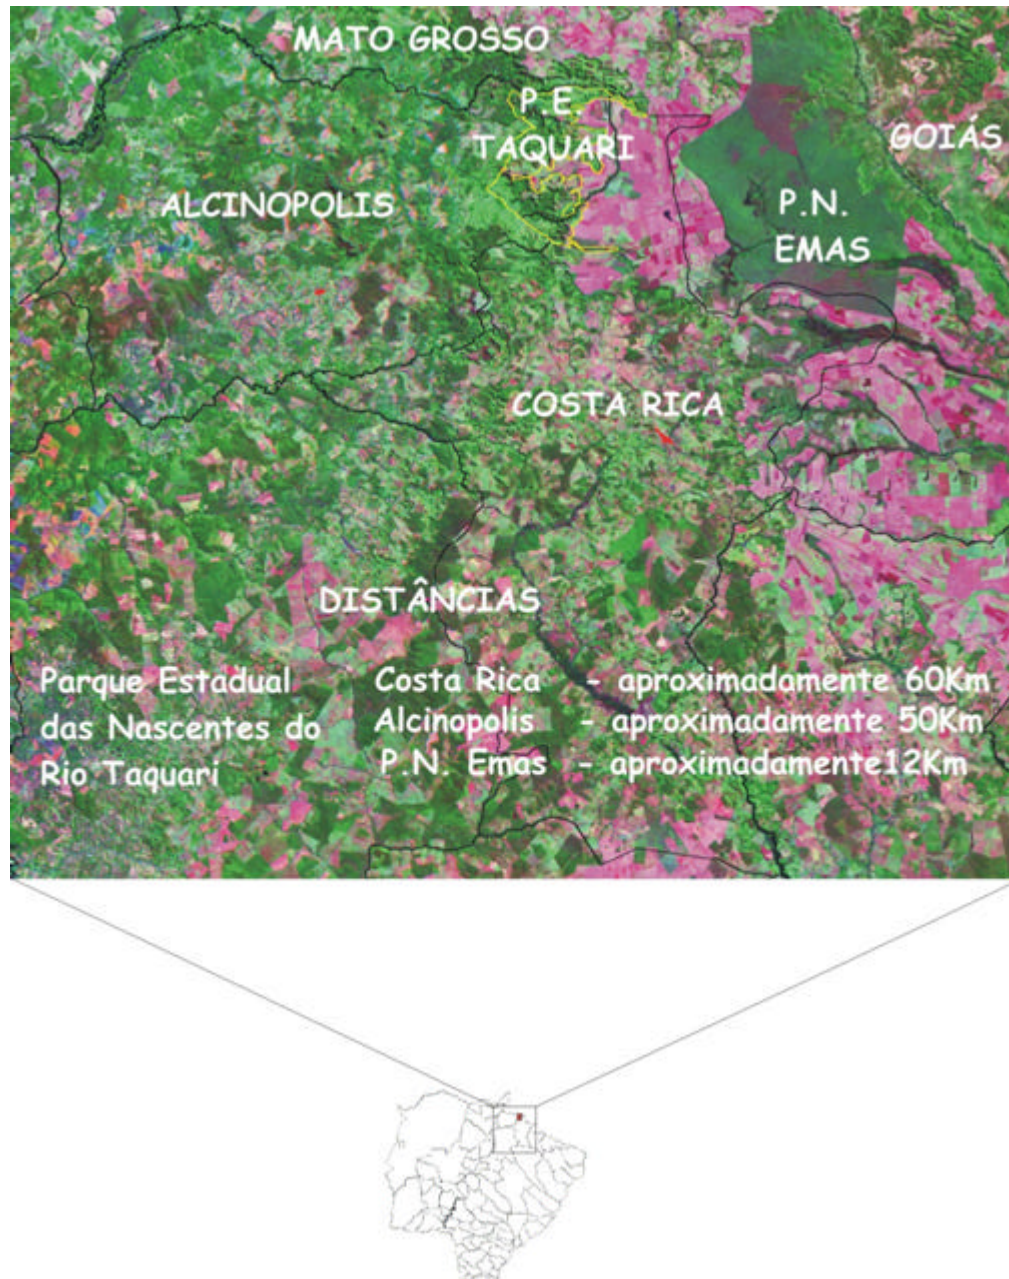 MATO GROSSO
P.E.
TAQUARI
GOIÁS
ALCINOPOLIS
P.N.
EMAS
COSTA RICA
DISTÂNCIAS
Parque Estadual
das Nascentes do
Rio Taquari
Costa Rica - aproximadamente 60Km
Alcinopolis - aproximadamente 50Km
P.N. Emas - aproximadamente12Km